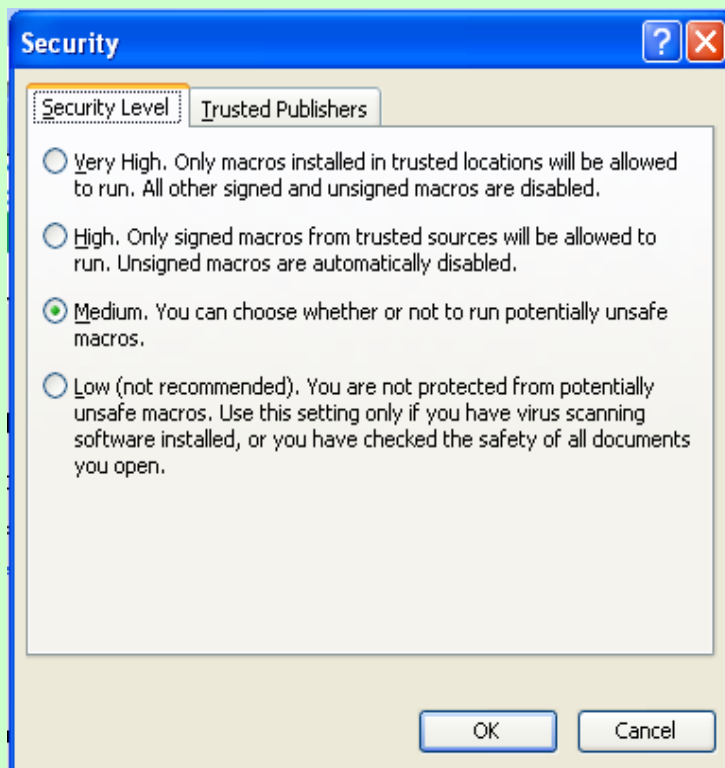 Security
?
Security Level
Trusted Publishers
Very High. Only macros installed in trusted locations will be allowed
to run. All other signed and unsigned macros are disabled.
High. Only signed macros from trusted sources will be allowed to
run. Unsigned macros are automatically disabled.
Medium. You can choose whether or not to run potentially unsafe
macros.
Low (not recommended). You are not protected from potentially
unsafe macros. Use this setting only if you have virus scanning
software installed, or you have checked the safety of all documents
you open.
OK
Cancel